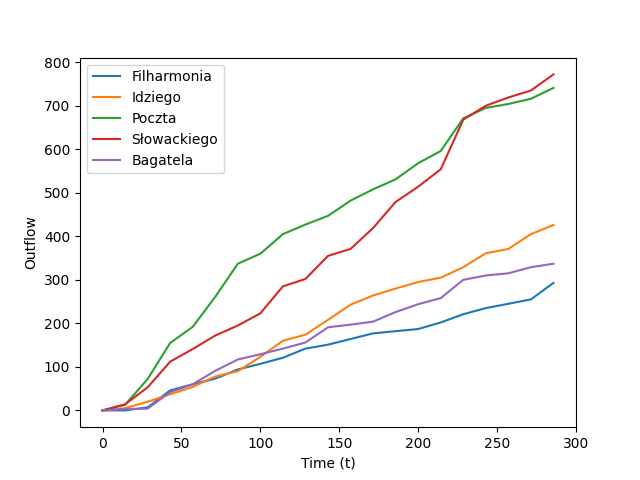 800
700
600
500
400
300
200
100
0
Outflow
Filharmonia
Idziego
Poczta
Słowackiego
Bagatela
0 50 100 150 200 250 300
Time (t)